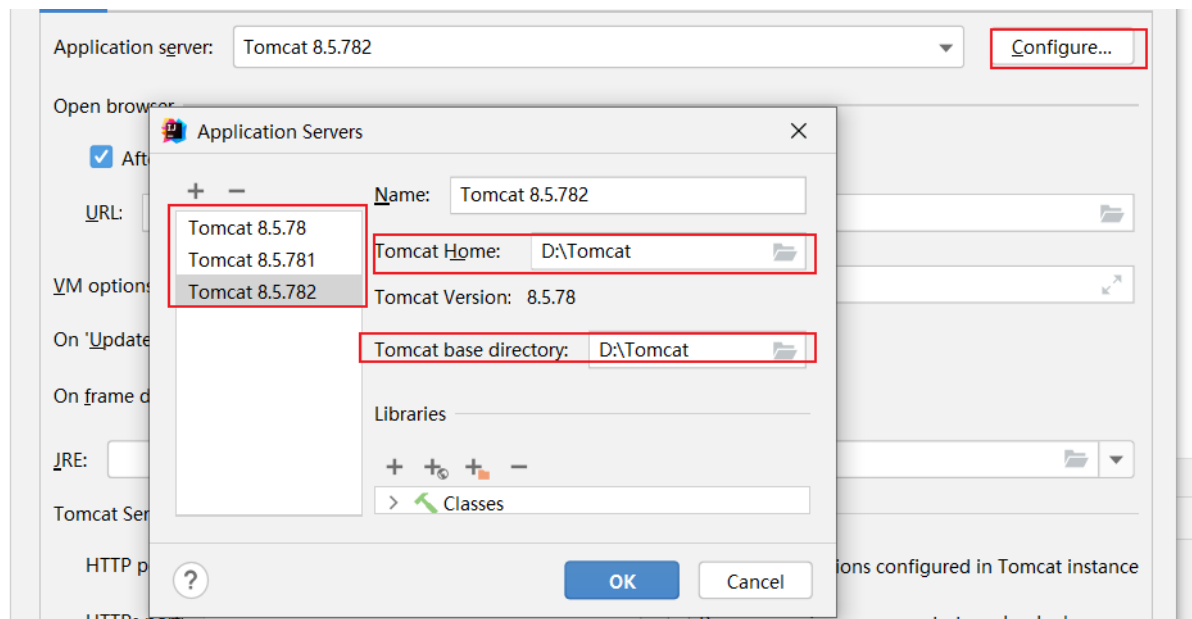 Application server: Tomcat 8.5.782 Configure...
Open browser
Application Servers
Aft
Name: Tomcat 8.5.782
URL:
Tomcat 8.5.78
Tomcat Home: D:\Tomcat
Tomcat 8.5.781
VM options
Tomcat 8.5.782
Tomcat Version: 8.5.78
On 'Update
Tomcat base directory: D:\Tomcat
On frame d
Libraries
JRE:
Classes
Tomcat Ser
HTTP p
ions configured in Tomcat instance
? OK Cancel